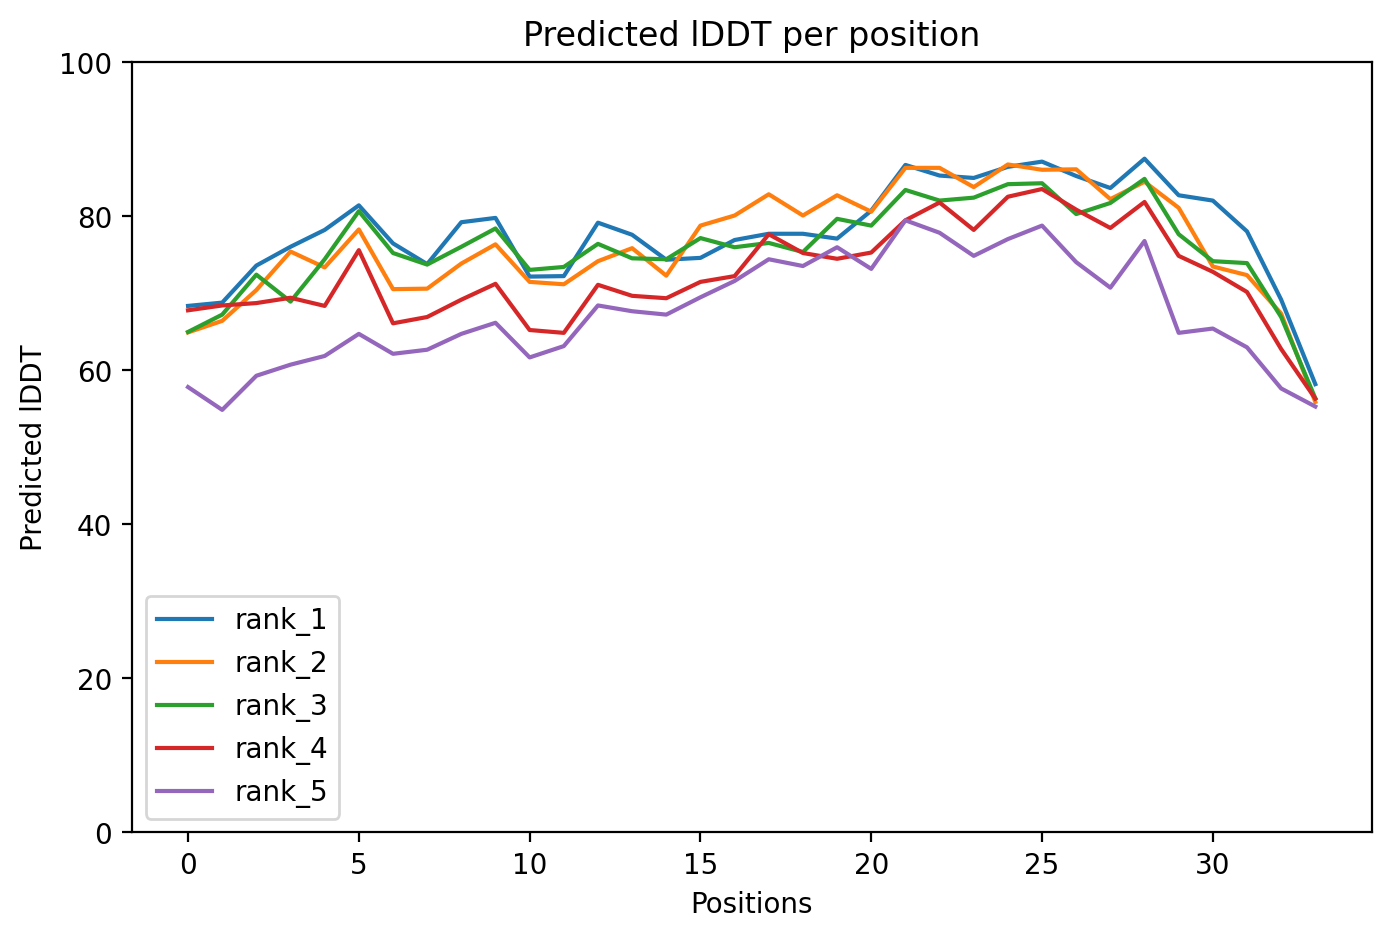 Predicted lDDT per position
100
80
60
40
20
0
Predicted lDDT
rank_1
rank_2
rank_3
rank_4
rank_5
0 5 10 15 20 25 30
Positions